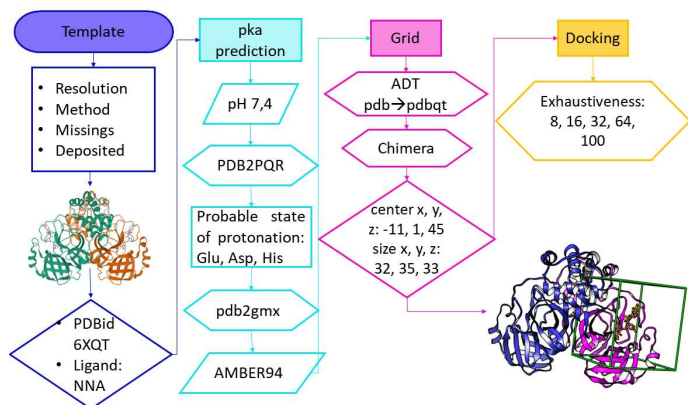 Template
• Resolution
• Method
• Missings
• Deposited
• PDBid
6XQT
• Ligand:
NNA
pka
prediction
pH 7,4
PDB2PQR
Probable state
of protonation:
Glu, Asp, His
pdb2gmx
AMBER94
Grid
ADT
pdb→pdbqt
Chimera
center x, y,
z: -11, 1, 45
size x, y, z:
32, 35, 33
Docking
Exhaustiveness:
8, 16, 32, 64,
100